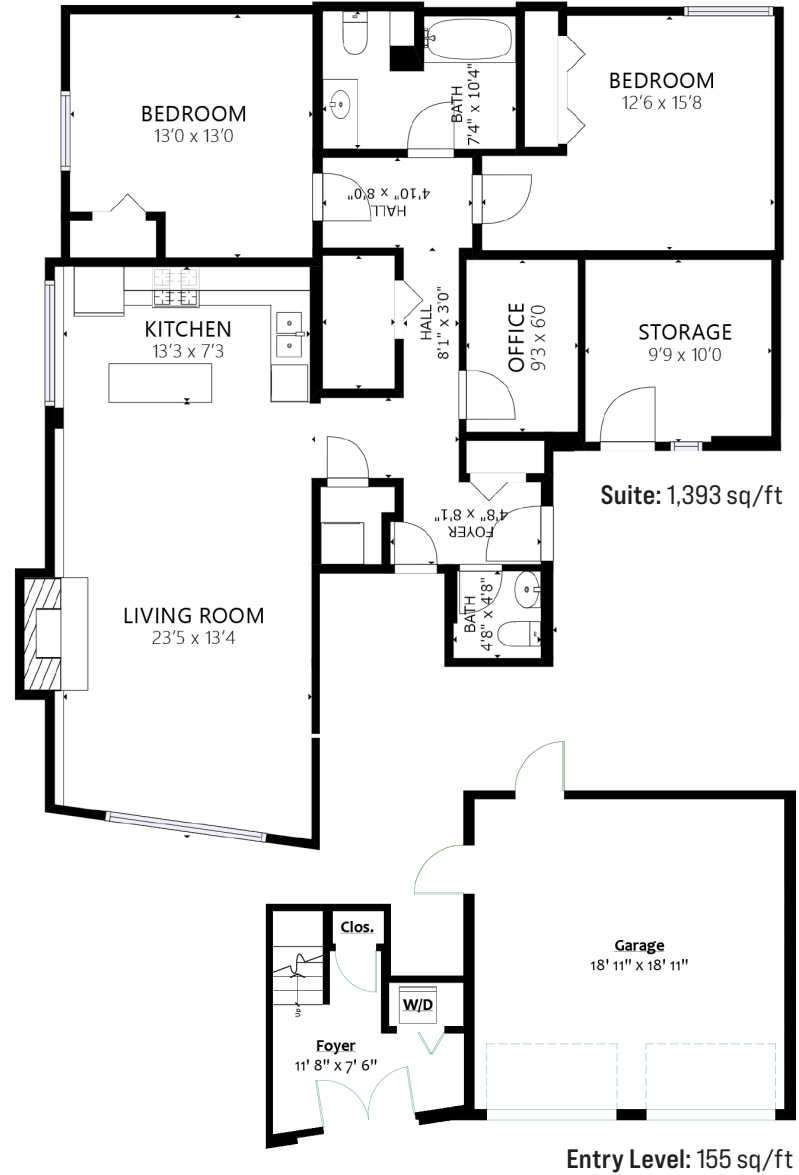 BEDROOM
13'0 x 13'0
BATH
7'4" x 10'4"
BEDROOM
12'6 x 15'8
HALL
4'10" x 8'0"
KITCHEN
13'3 x 7'3
HALL
8'1" x 3'0"
OFFICE
9'3 x 6'0
STORAGE
9'9 x 10'0
Suite: 1,393 sq/ft
FOYER
4'8" x 8'1"
BATH
4'8" x 4'8"
LIVING ROOM
23'5 x 13'4
Clos.
Garage
18' 11" x 18' 11"
W/D
Up
Foyer
11' 8" x 7' 6"
Entry Level: 155 sq/ft